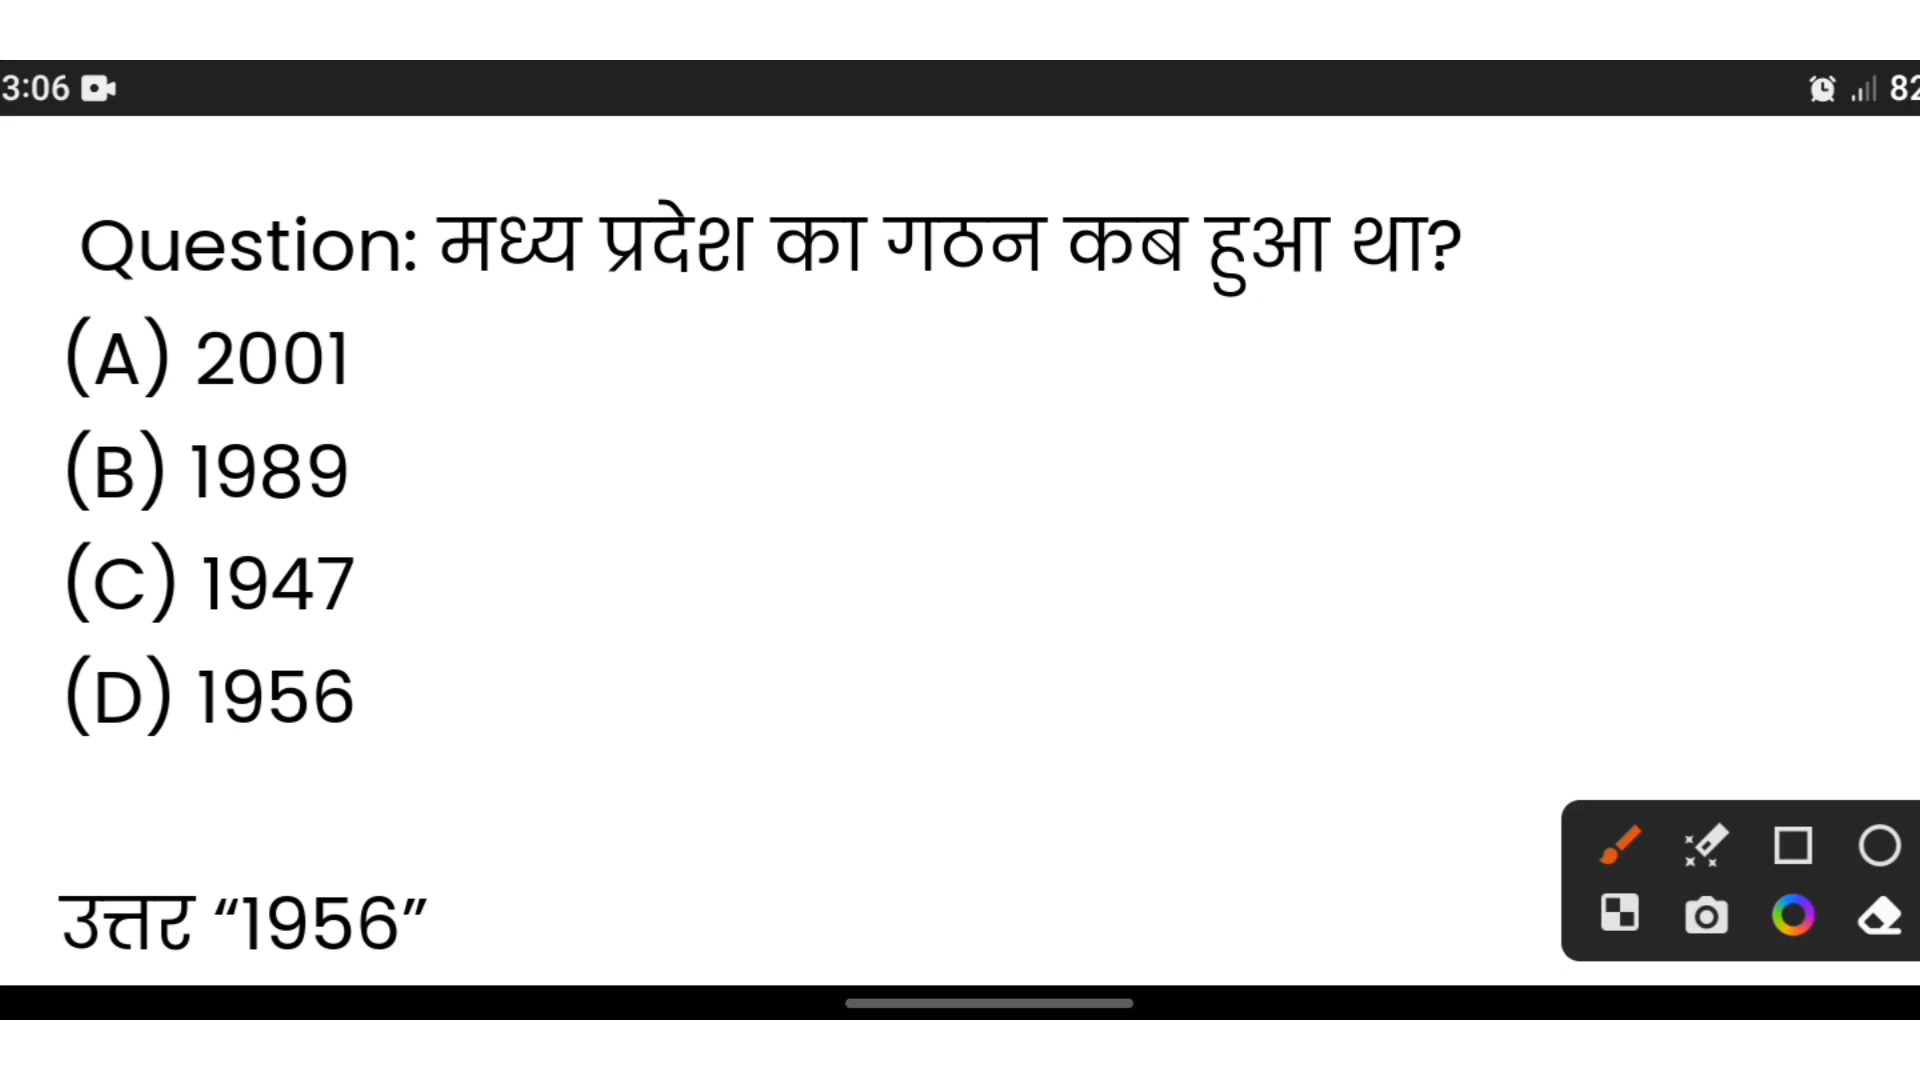 3:06
82
Question: मध्य प्रदेश का गठन कब हुआ था?
(A) 2001
(B) 1989
(C) 1947
(D) 1956
उत्तर “1956”